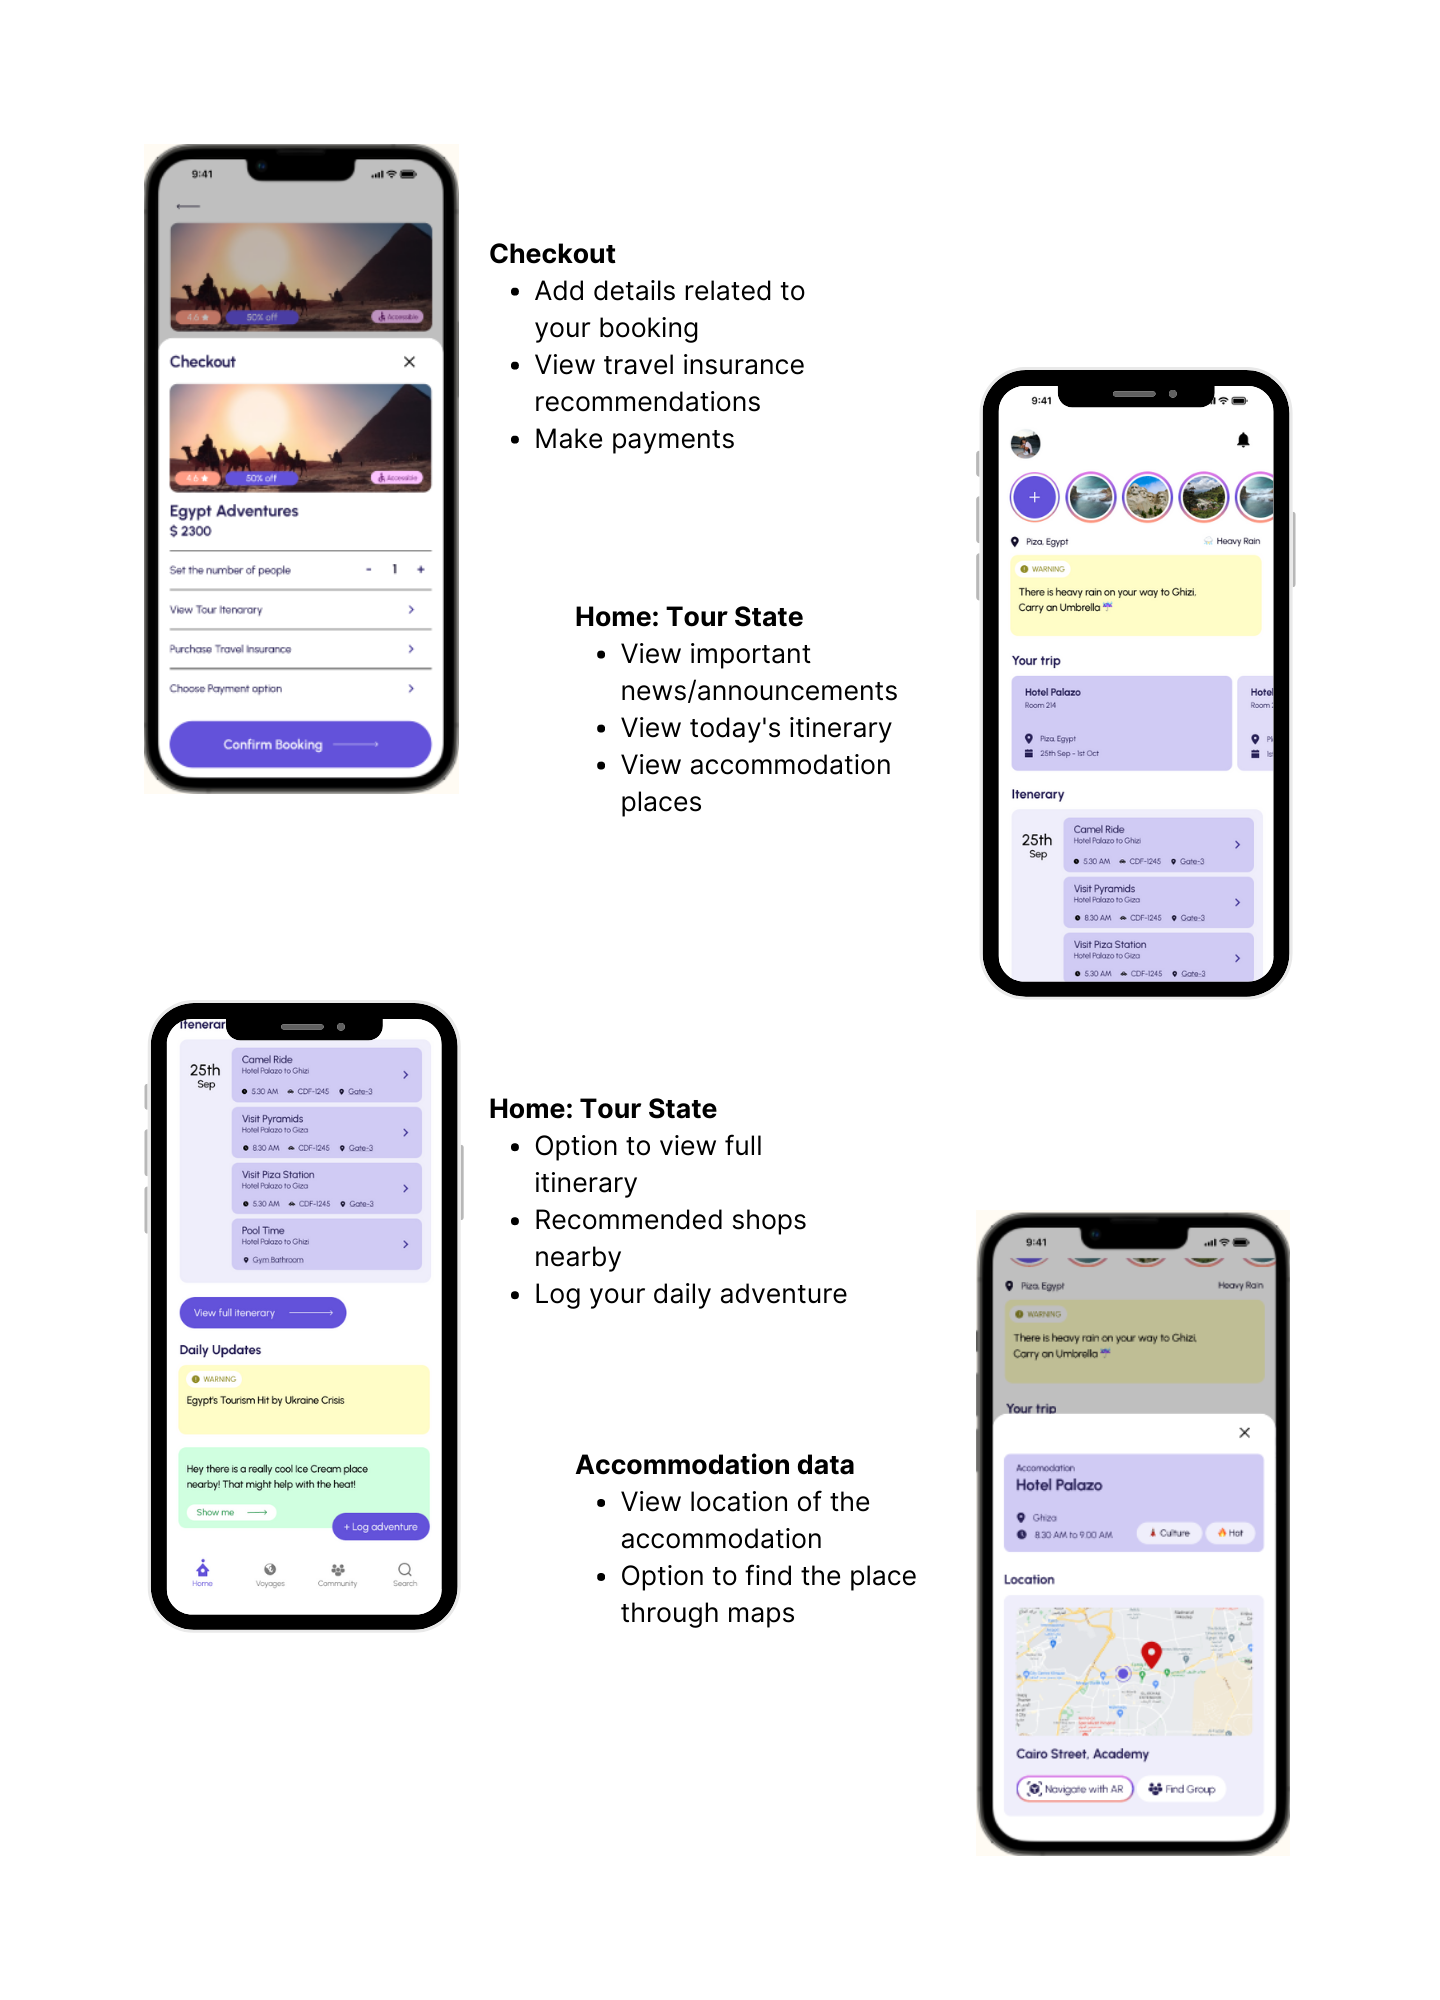 9:41
4.6 ★
50% off
Accessible
Checkout
4.6 ★
50% off
Accessible
Egypt Adventures
$ 2300
Set the number of people - 1 +
View Tour Itenarary
Purchase Travel Insurance
Choose Payment option
Confirm Booking
Checkout
• Add details related to
your booking
• View travel insurance
recommendations
• Make payments
Home: Tour State
• View important
news/announcements
• View today's itinerary
• View accommodation
places
9:41
+
Piza, Egypt
Heavy Rain
WARNING
There is heavy rain on your way to Ghizi,
Carry an Umbrella ☔
Your trip
Hotel Palazo
Room 214
Piza, Egypt
25th Sep - 1st Oct
Hotel
Room
Itenerary
25th
Sep
Camel Ride
Hotel Palazo to Ghizi
5.30 AM CDF-1245 Gate-3
Visit Pyramids
Hotel Palazo to Giza
8.30 AM CDF-1245 Gate-3
Visit Piza Station
Hotel Palazo to Giza
5.30 AM CDF-1245 Gate-3
Itenerar
25th
Sep
Camel Ride
Hotel Palazo to Ghizi
5.30 AM CDF-1245 Gate-3
Visit Pyramids
Hotel Palazo to Giza
8.30 AM CDF-1245 Gate-3
Visit Piza Station
Hotel Palazo to Giza
5.30 AM CDF-1245 Gate-3
Pool Time
Hotel Palazo to Ghizi
Gym Bathroom
View full itenerary
Daily Updates
WARNING
Egypt's Tourism Hit by Ukraine Crisis
Hey there is a really cool Ice Cream place
nearby! That might help with the heat!
Show me
+ Log adventure
Home
Voyages
Community
Search
Home: Tour State
• Option to view full
itinerary
• Recommended shops
nearby
• Log your daily adventure
Accommodation data
• View location of the
accommodation
• Option to find the place
through maps
9:41
Piza, Egypt
Heavy Rain
WARNING
There is heavy rain on your way to Ghizi,
Carry an Umbrella ☔
Your trip
Accomodation
Hotel Palazo
Ghiza
8.30 AM to 9.00 AM
Culture
Hot
Location
Cairo Street, Academy
Navigate with AR
Find Group